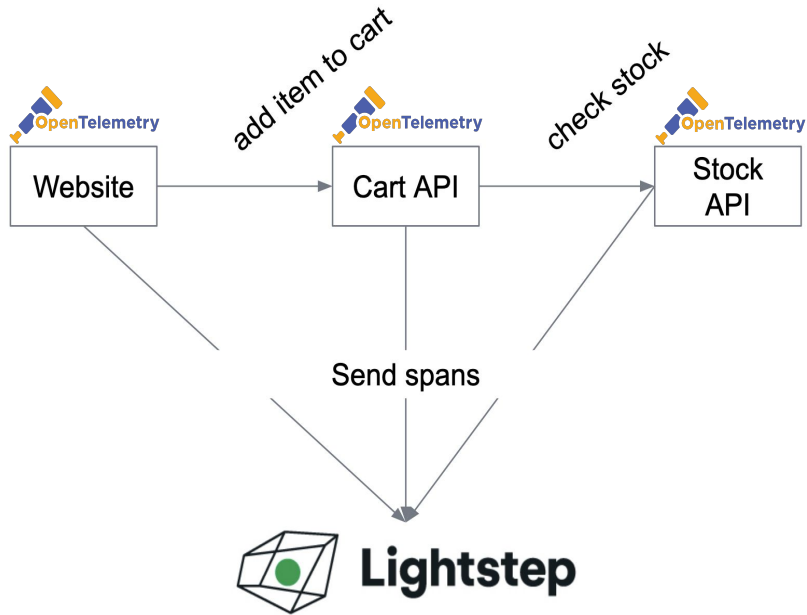 add item to cart
check stock
OpenTelemetry
OpenTelemetry
OpenTelemetry
Website
Cart API
Stock
API
Send spans
Lightstep